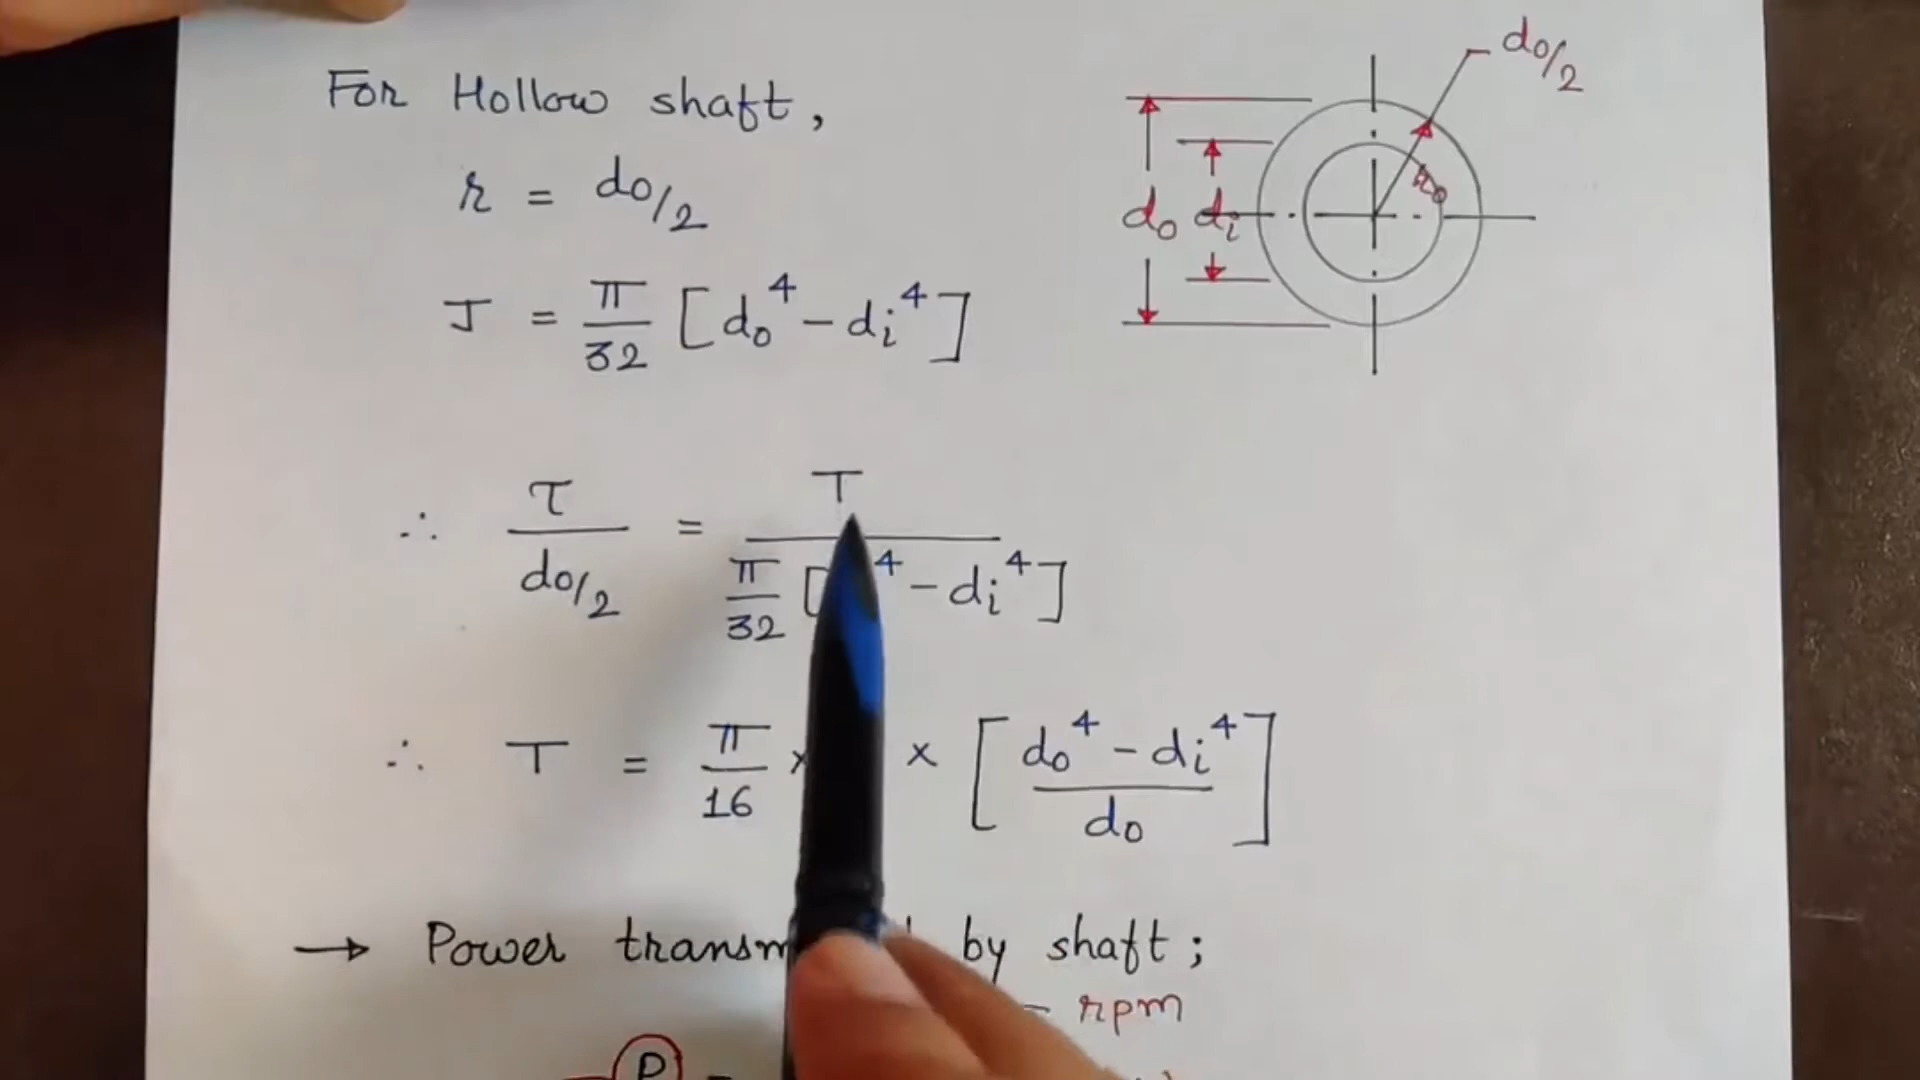 For Hollow shaft,
r = do/2
J = π/32 [do⁴ - di⁴]
do/2
do di ro
∴ τ/do/2 = T/π/32 [ ⁴ - di⁴]
∴ T = π/16 × × [do⁴ - di⁴/do]
→ Power by shaft;
- rpm
P =